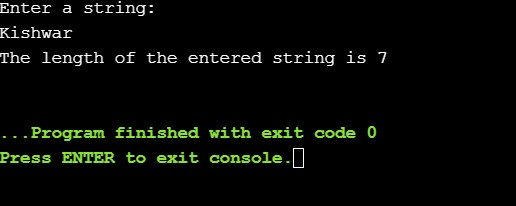 Enter a string:
Kishwar
The length of the entered string is 7
...Program finished with exit code 0
Press ENTER to exit console.